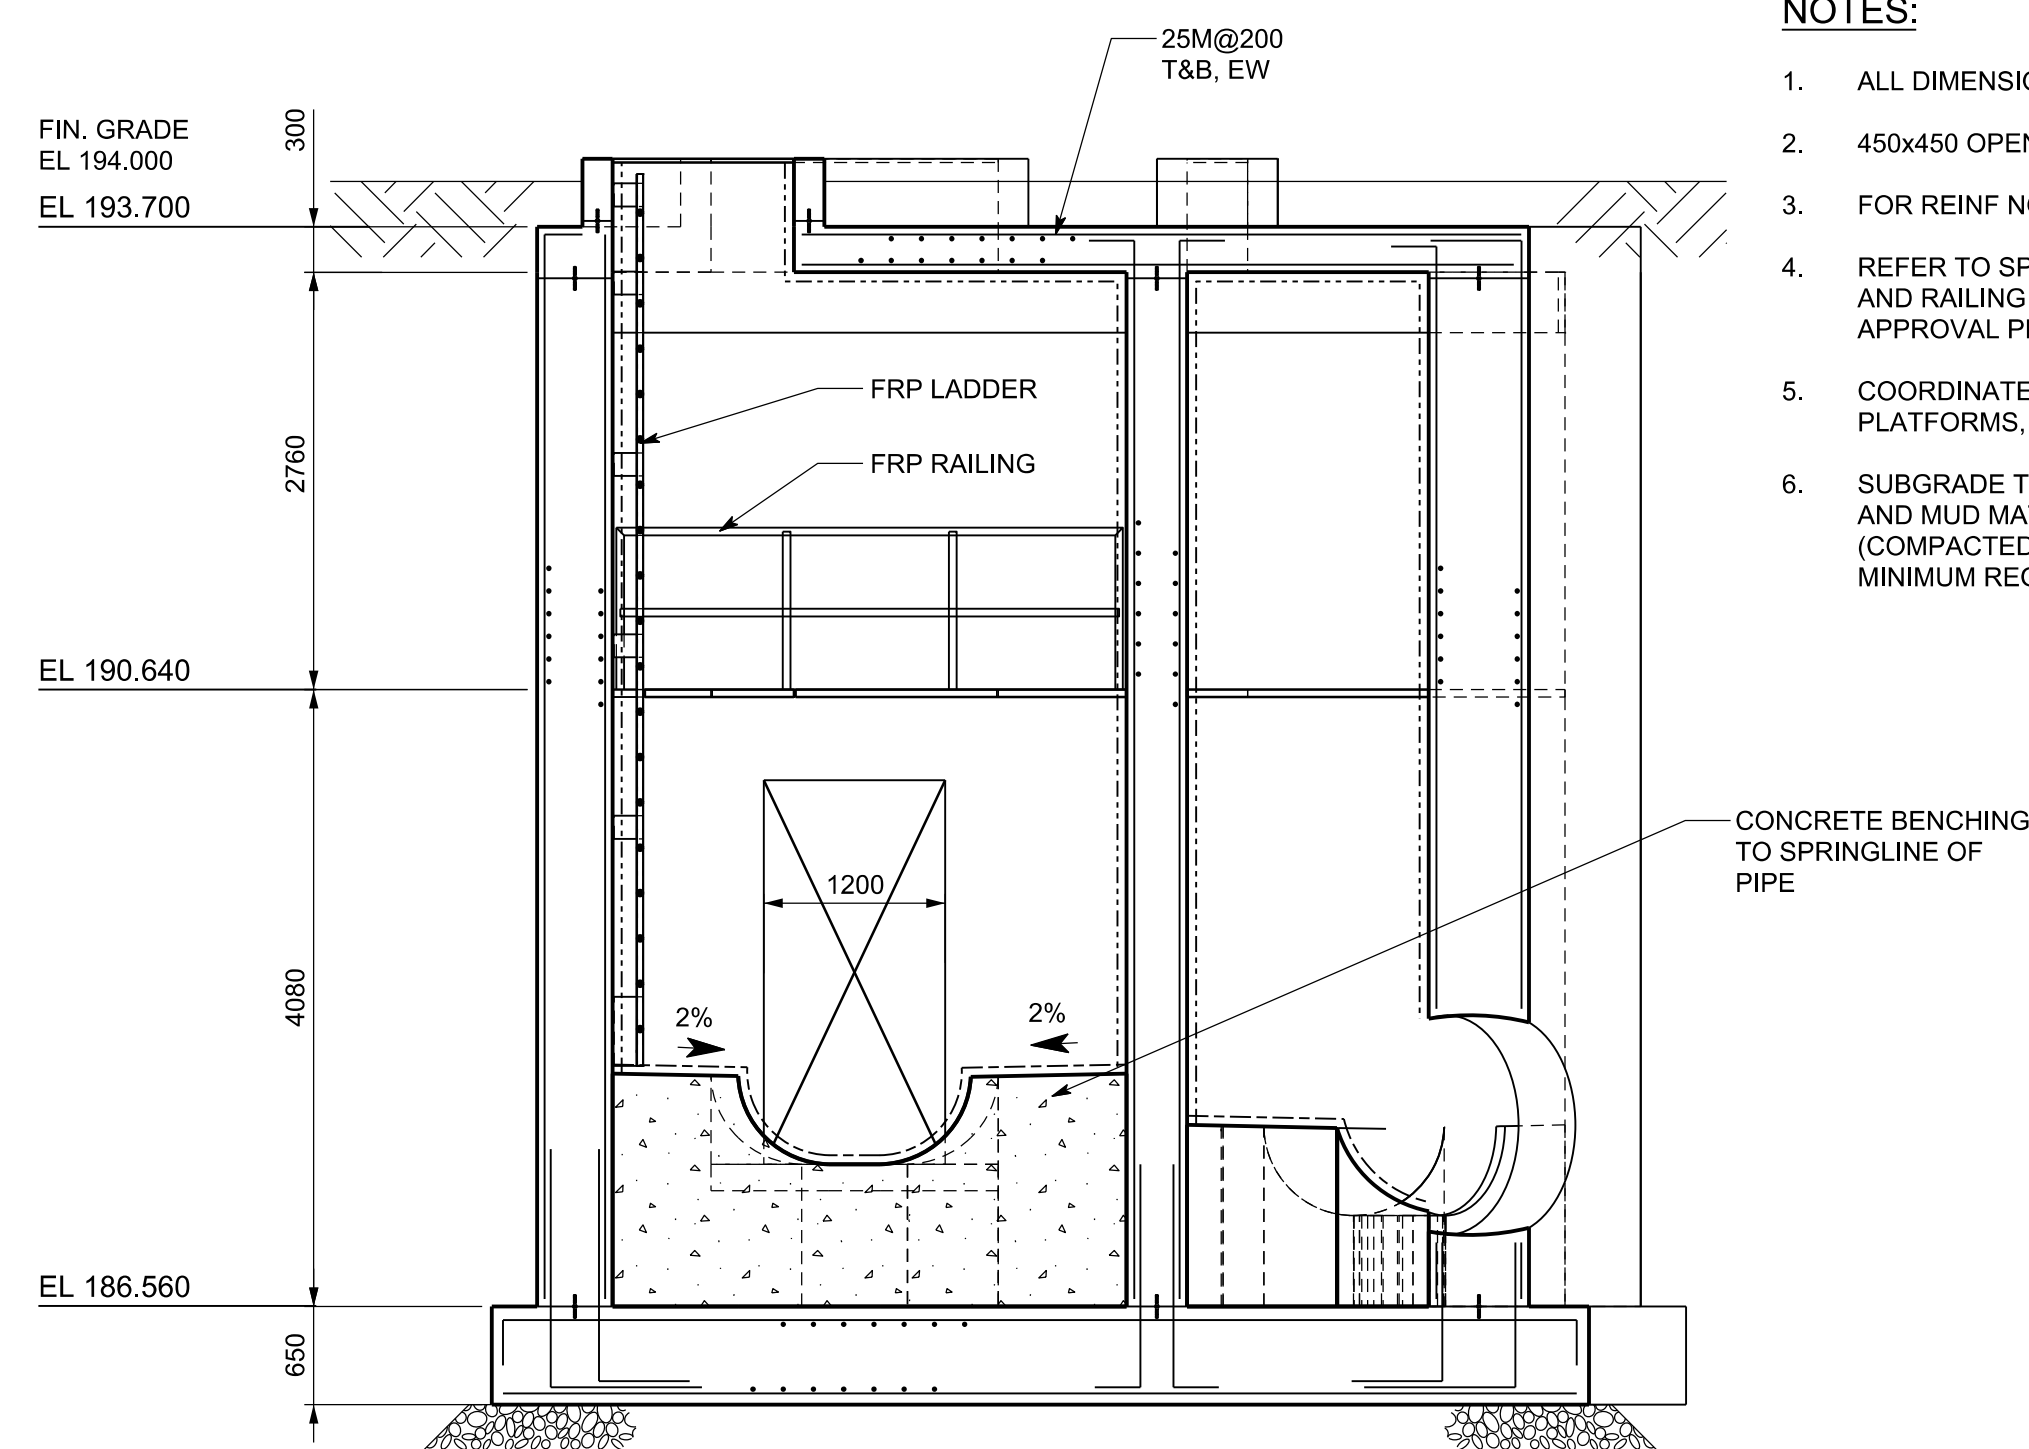 NOTES:
1. ALL DIMENSIO
2. 450x450 OPEN
3. FOR REINF NO
4. REFER TO SP
AND RAILING
APPROVAL PR
5. COORDINATE
PLATFORMS,
6. SUBGRADE T
AND MUD MAT
(COMPACTED
MINIMUM REQ
25M@200
T&B, EW
FIN. GRADE
EL 194.000
EL 193.700
300
2760
FRP LADDER
FRP RAILING
EL 190.640
CONCRETE BENCHING
TO SPRINGLINE OF
PIPE
1200
4080
2%
2%
EL 186.560
650